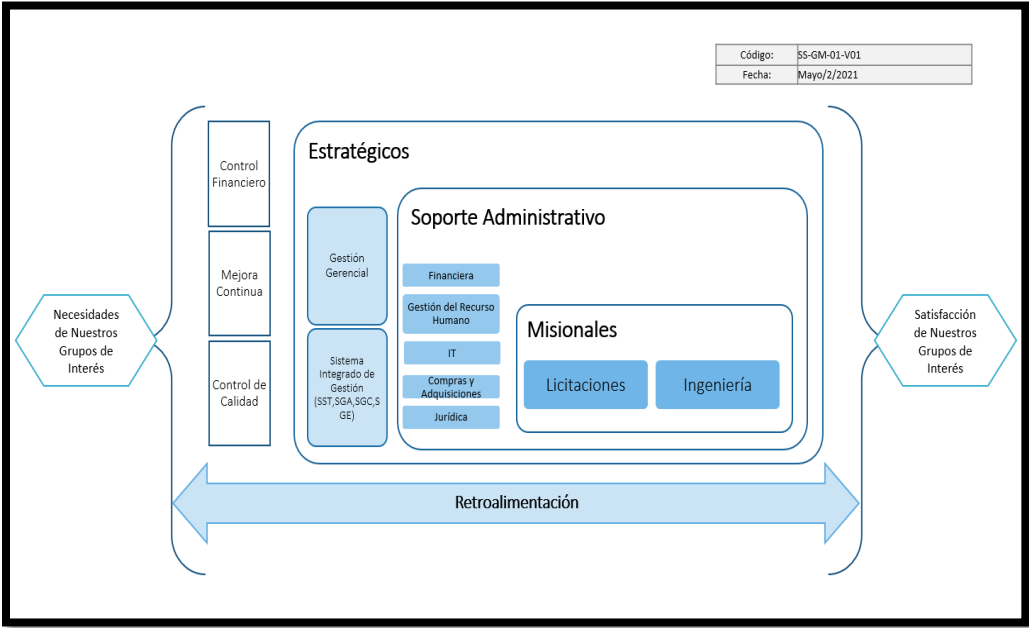 Código: SS-GM-01-V01
Fecha: Mayo/2/2021
Necesidades
de Nuestros
Grupos de
Interés
Control
Financiero
Mejora
Continua
Control de
Calidad
Estratégicos
Gestión
Gerencial
Sistema
Integrado de
Gestión
(SST,SGA,SGC,S
GE)
Soporte Administrativo
Financiera
Gestión del Recurso
Humano
IT
Compras y
Adquisiciones
Jurídica
Misionales
Licitaciones
Ingeniería
Satisfacción
de Nuestros
Grupos de
Interés
Retroalimentación